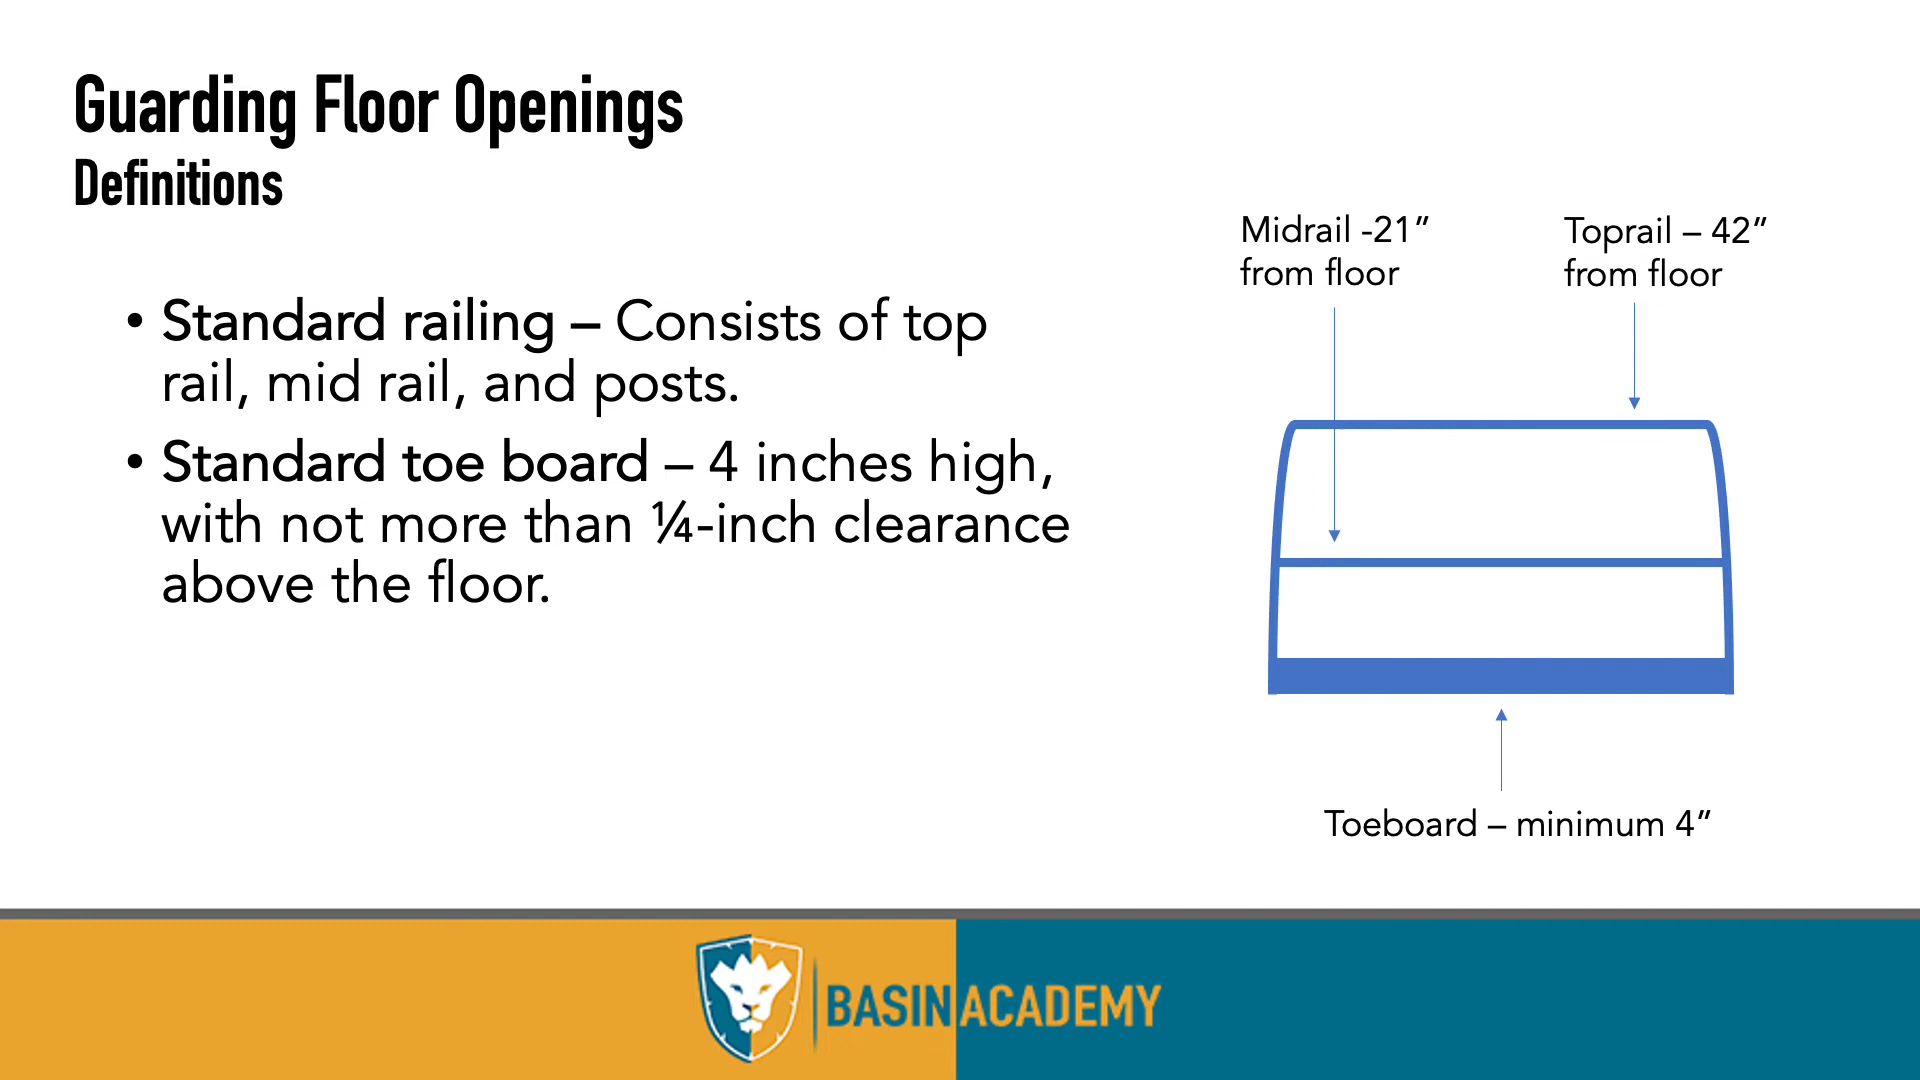 Guarding Floor Openings
Definitions
• Standard railing – Consists of top
rail, mid rail, and posts.
• Standard toe board – 4 inches high,
with not more than ¼-inch clearance
above the floor.
Midrail -21”
from floor
Toprail – 42”
from floor
Toeboard – minimum 4”
BASIN ACADEMY